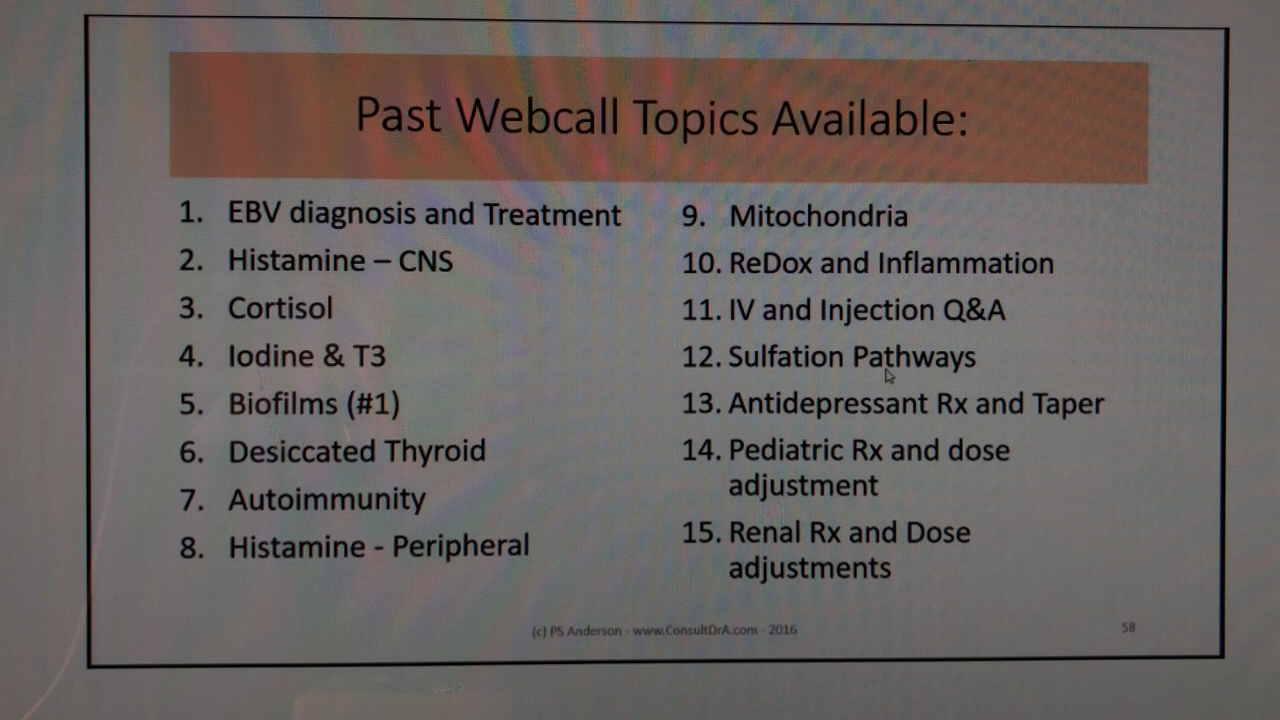 Past Webcall Topics Available:
1. EBV diagnosis and Treatment
2. Histamine – CNS
3. Cortisol
4. Iodine & T3
5. Biofilms (#1)
6. Desiccated Thyroid
7. Autoimmunity
8. Histamine - Peripheral
9. Mitochondria
10. ReDox and Inflammation
11. IV and Injection Q&A
12. Sulfation Pathways
13. Antidepressant Rx and Taper
14. Pediatric Rx and dose
adjustment
15. Renal Rx and Dose
adjustments
(c) PS Anderson - www.ConsultDrA.com - 2016
58